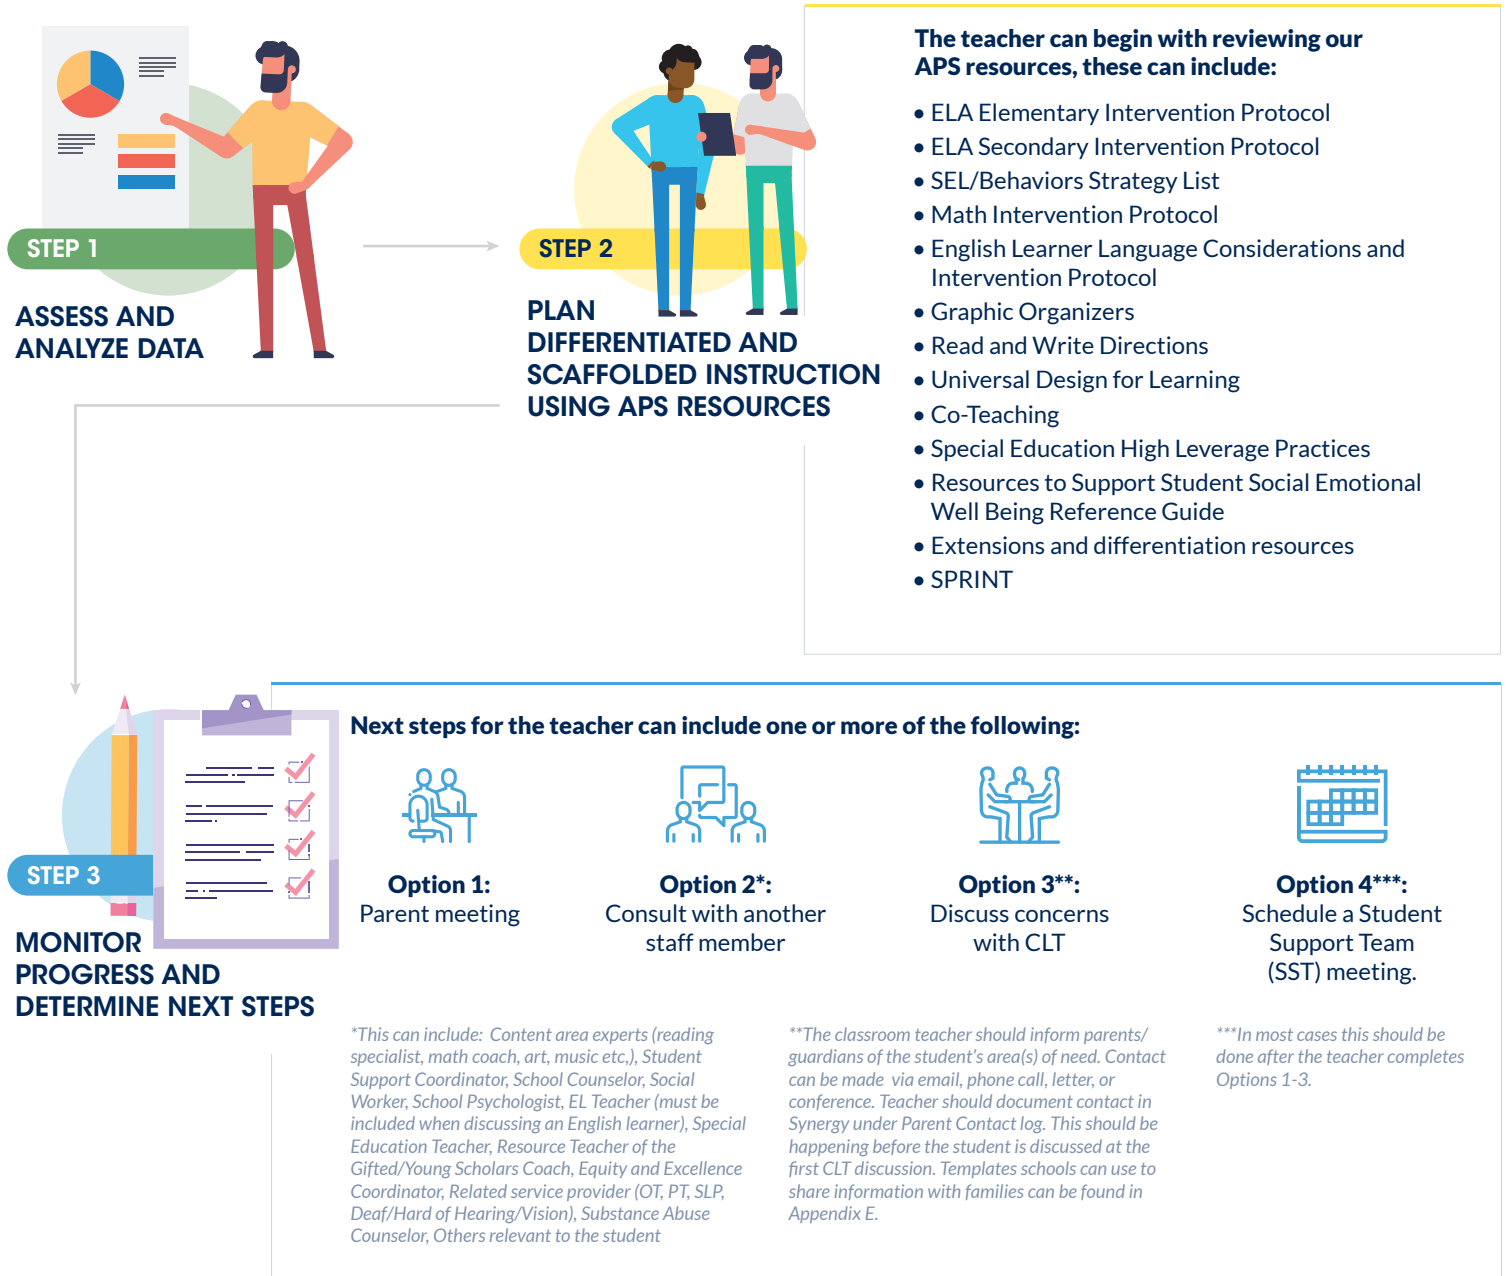 STEP 1
ASSESS AND
ANALYZE DATA
STEP 2
PLAN
DIFFERENTIATED AND
SCAFFOLDED INSTRUCTION
USING APS RESOURCES
The teacher can begin with reviewing our
APS resources, these can include:
• ELA Elementary Intervention Protocol
• ELA Secondary Intervention Protocol
• SEL/Behaviors Strategy List
• Math Intervention Protocol
• English Learner Language Considerations and
Intervention Protocol
• Graphic Organizers
• Read and Write Directions
• Universal Design for Learning
• Co-Teaching
• Special Education High Leverage Practices
• Resources to Support Student Social Emotional
Well Being Reference Guide
• Extensions and differentiation resources
• SPRINT
STEP 3
MONITOR
PROGRESS AND
DETERMINE NEXT STEPS
Next steps for the teacher can include one or more of the following:
Option 1:
Parent meeting
Option 2*:
Consult with another
staff member
Option 3**:
Discuss concerns
with CLT
Option 4***:
Schedule a Student
Support Team
(SST) meeting.
*This can include: Content area experts (reading
specialist, math coach, art, music etc,), Student
Support Coordinator, School Counselor, Social
Worker, School Psychologist, EL Teacher (must be
included when discussing an English learner), Special
Education Teacher, Resource Teacher of the
Gifted/Young Scholars Coach, Equity and Excellence
Coordinator, Related service provider (OT, PT, SLP,
Deaf/Hard of Hearing/Vision), Substance Abuse
Counselor, Others relevant to the student
**The classroom teacher should inform parents/
guardians of the student's area(s) of need. Contact
can be made via email, phone call, letter, or
conference. Teacher should document contact in
Synergy under Parent Contact log. This should be
happening before the student is discussed at the
first CLT discussion. Templates schools can use to
share information with families can be found in
Appendix E.
***In most cases this should be
done after the teacher completes
Options 1-3.